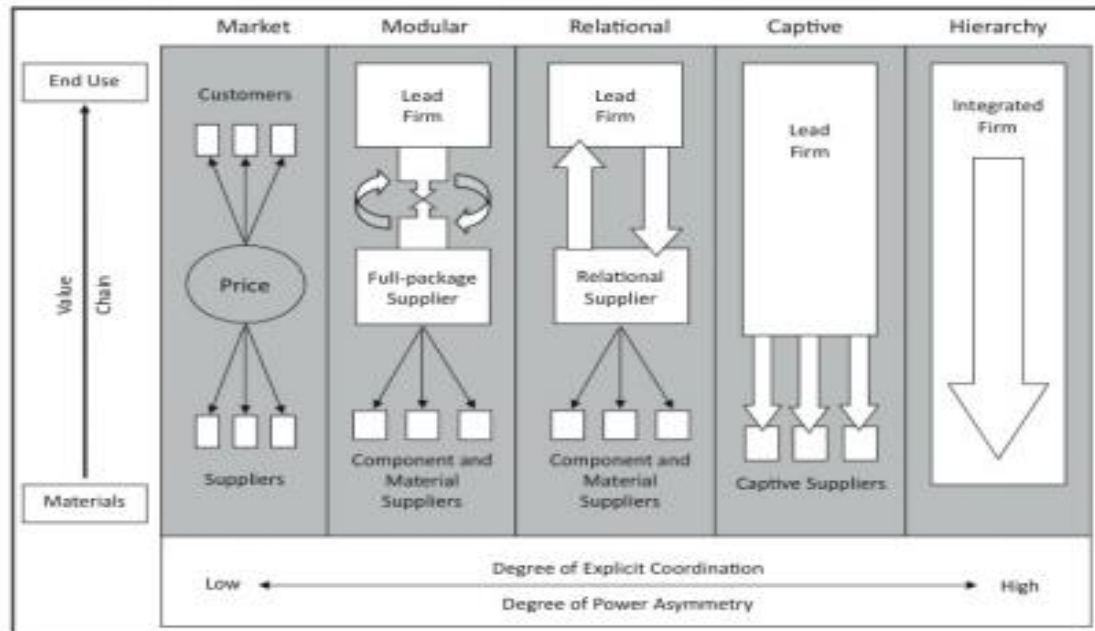 Market
Modular
Relational
Captive
Hierarchy
End Use
Value
Chain
Materials
Customers
Price
Suppliers
Lead
Firm
Full-package
Supplier
Component and
Material
Suppliers
Lead
Firm
Relational
Supplier
Component and
Material
Suppliers
Lead
Firm
Captive Suppliers
Integrated
Firm
Low
Degree of Explicit Coordination
High
Degree of Power Asymmetry